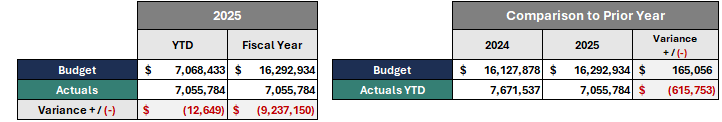 2025
YTD Fiscal Year
Budget $ 7,068,433 $ 16,292,934
Actuals 7,055,784 7,055,784
Variance + / (-) $ (12,649) $ (9,237,150)
Comparison to Prior Year
2024 2025 Variance
+ / (-)
Budget $ 16,127,878 $ 16,292,934 $ 165,056
Actuals YTD 7,671,537 7,055,784 $ (615,753)